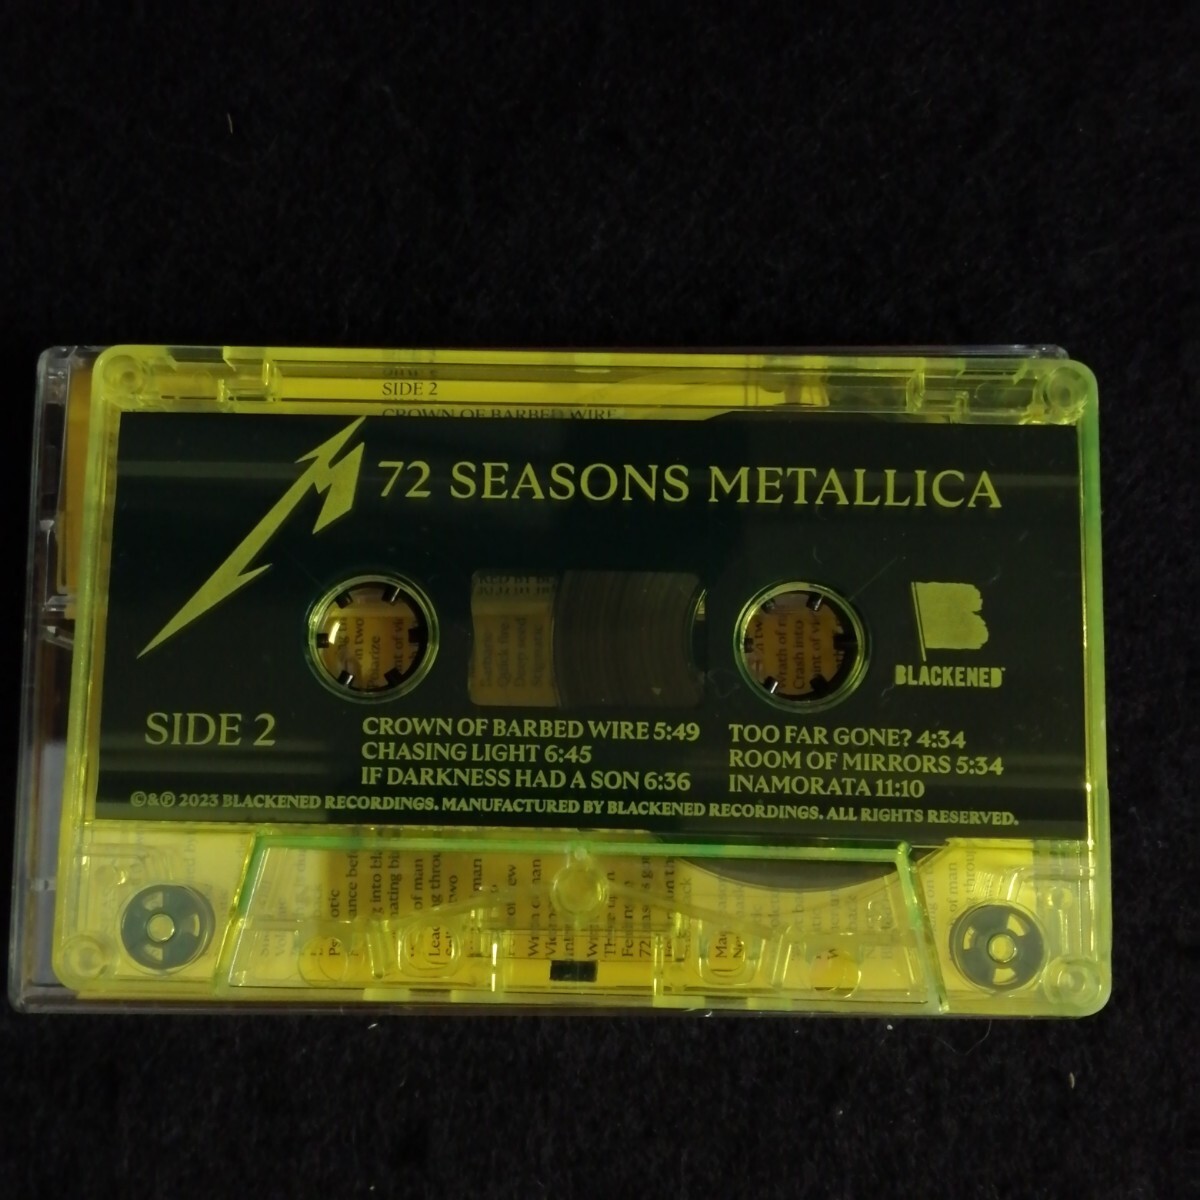 SIDE 2
CROWN OF BARBED WIRE
72 SEASONS METALLICA
BLACKENED
SIDE 2
CROWN OF BARBED WIRE 5:49
CHASING LIGHT 6:45
IF DARKNESS HAD A SON 6:36
TOO FAR GONE? 4:34
ROOM OF MIRRORS 5:34
INAMORATA 11:10
©&℗ 2023 BLACKENED RECORDINGS. MANUFACTURED BY BLACKENED RECORDINGS. ALL RIGHTS RESERVED.